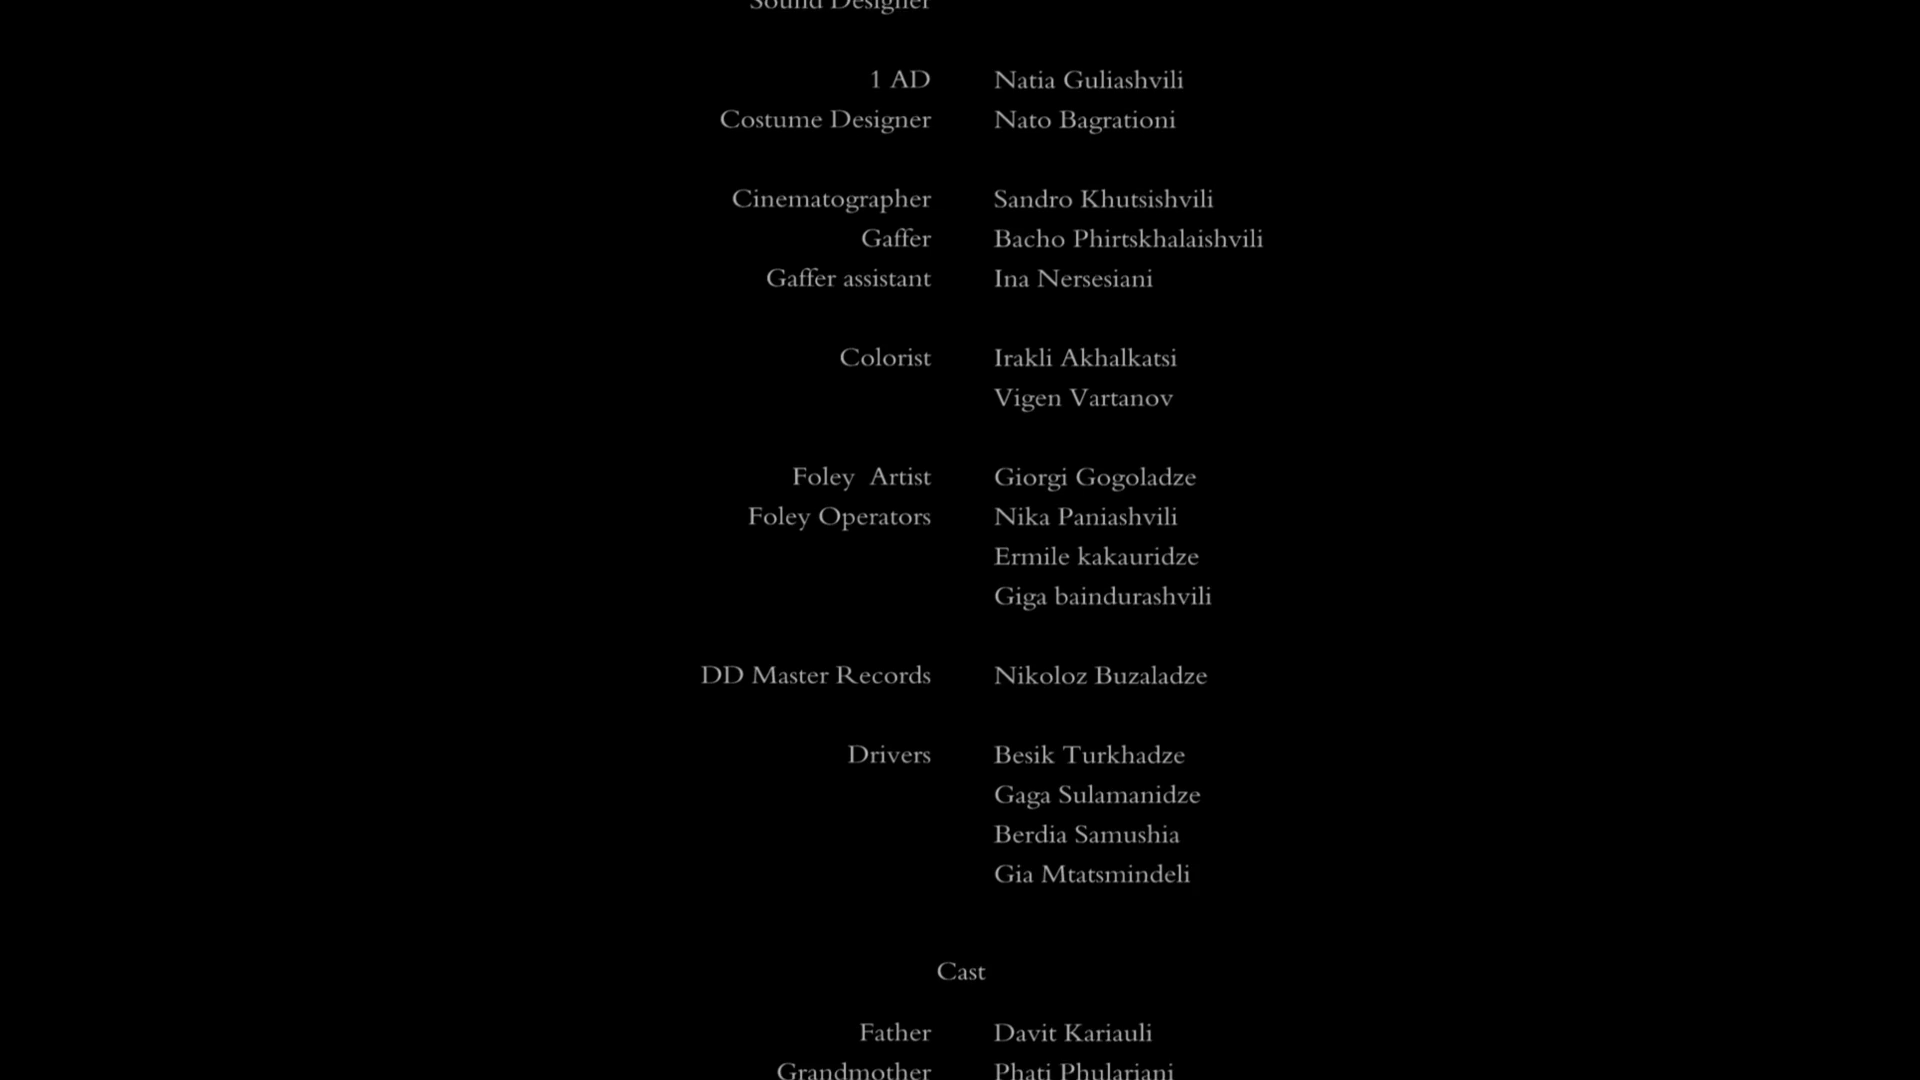 Sound Designer
1 AD Natia Guliashvili
Costume Designer Nato Bagrationi
Cinematographer Sandro Khutsishvili
Gaffer Bacho Phirtskhalaishvili
Gaffer assistant Ina Nersesiani
Colorist Irakli Akhalkatsi
Vigen Vartanov
Foley  Artist Giorgi Gogoladze
Foley Operators Nika Paniashvili
Ermile kakauridze
Giga baindurashvili
DD Master Records Nikoloz Buzaladze
Drivers Besik Turkhadze
Gaga Sulamanidze
Berdia Samushia
Gia Mtatsmindeli
Cast
Father Davit Kariauli
Grandmother Phati Phulariani